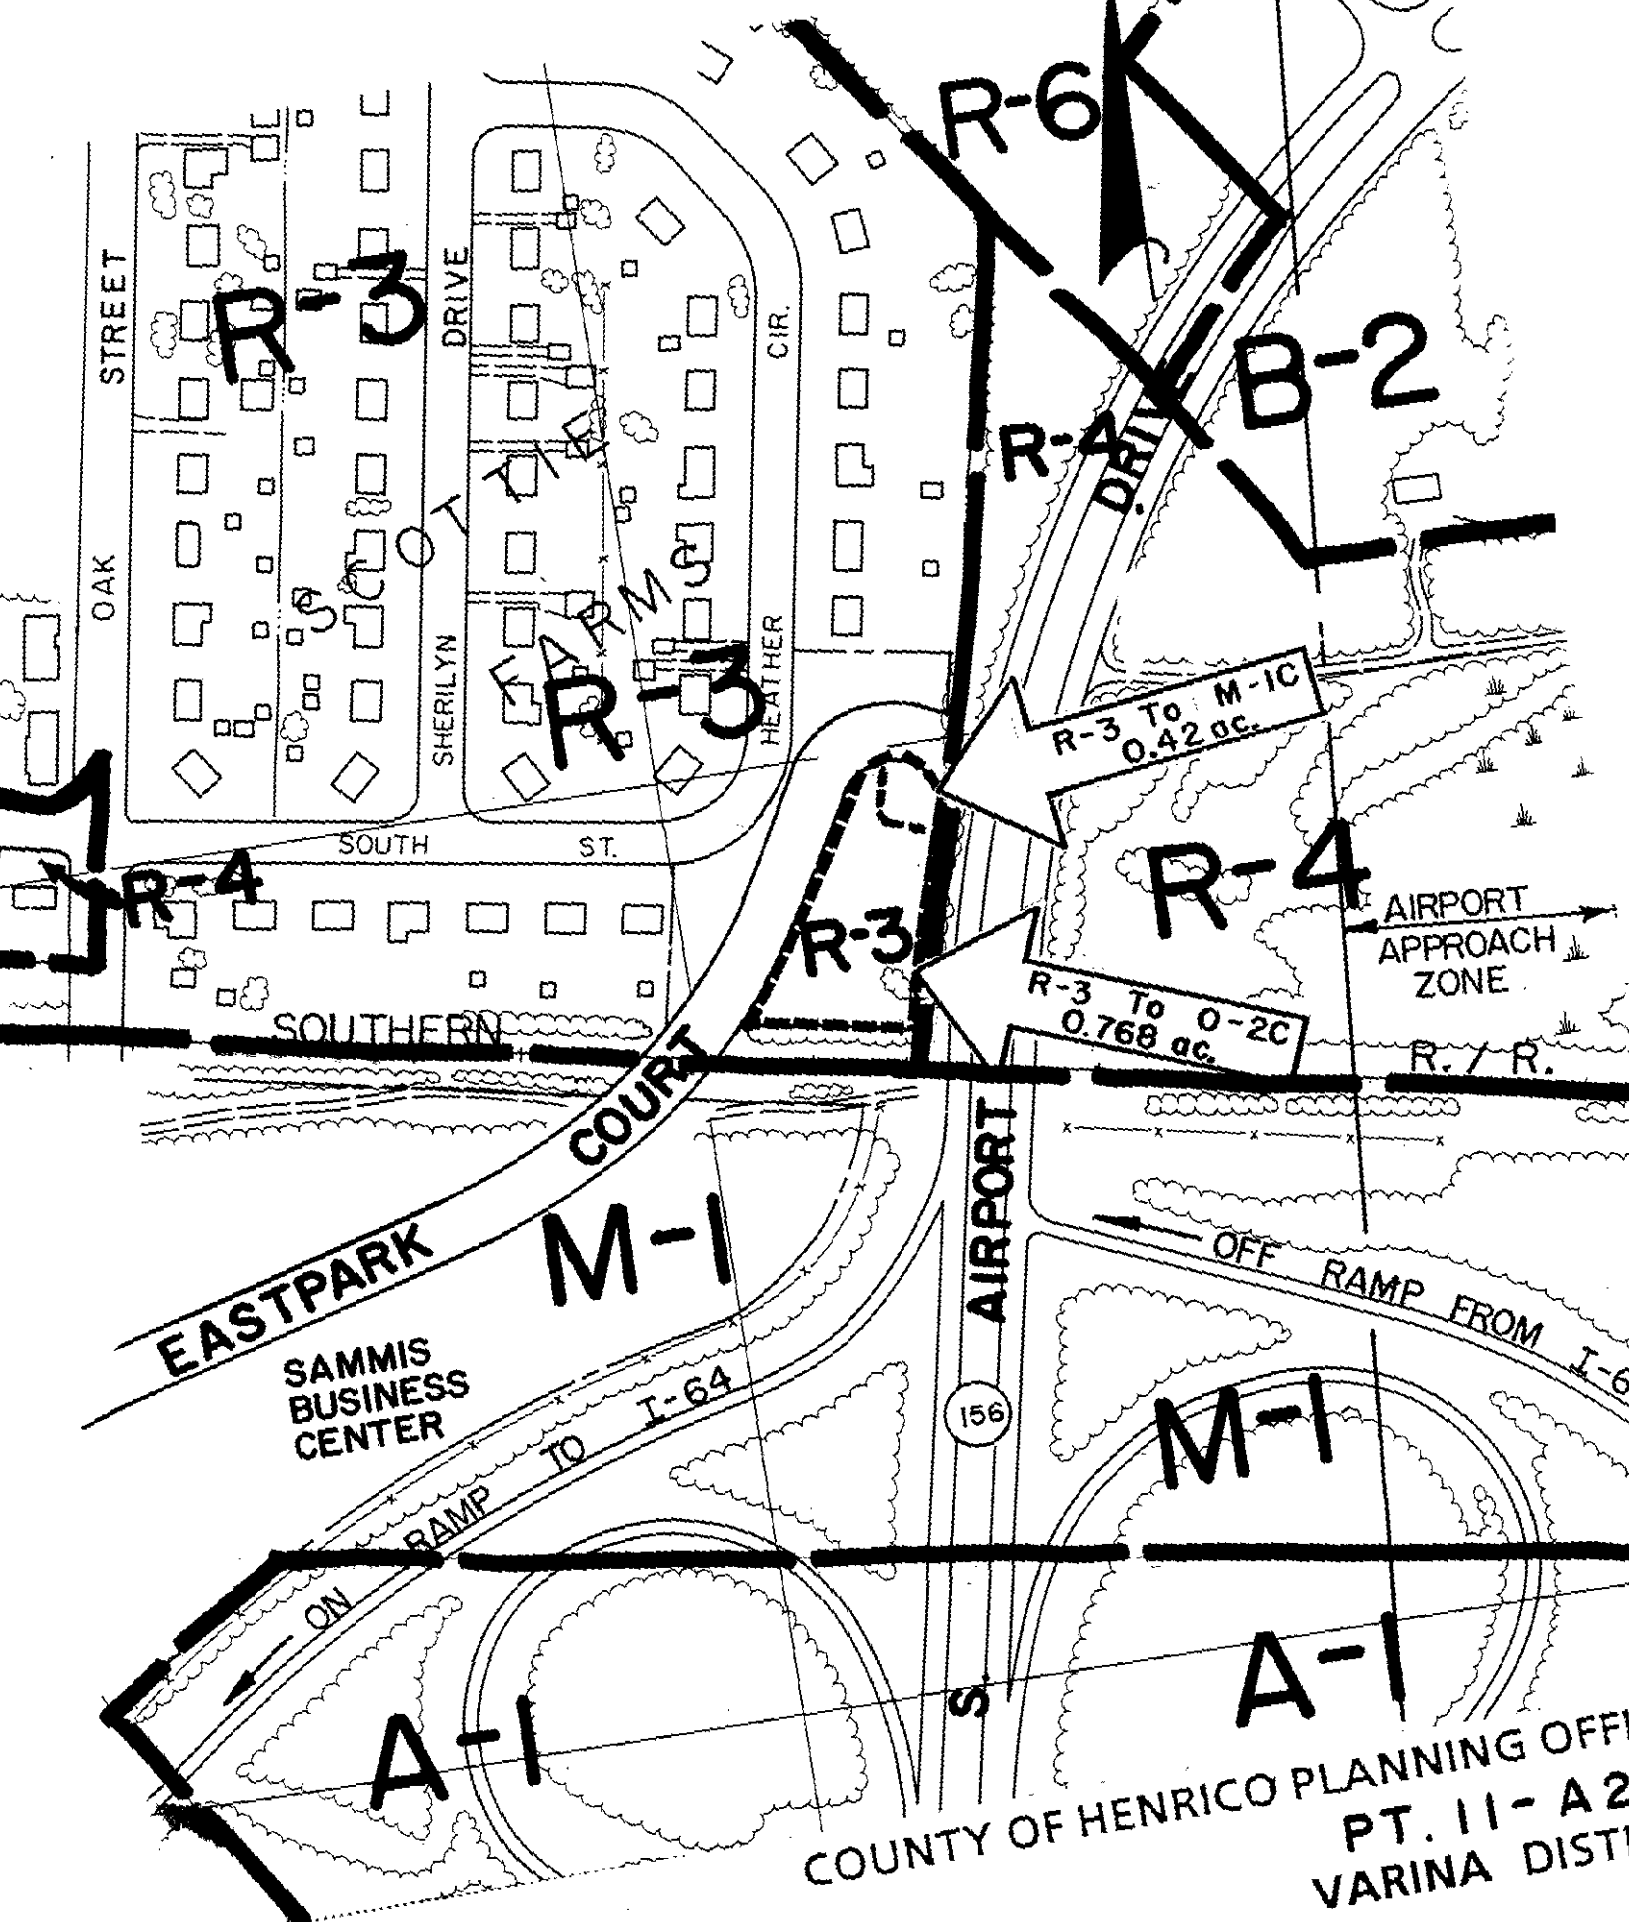 R-6
STREET
DRIVE
R-3
CIR.
B-2
R-4
DRIVE
SCOTTIE
FARMS
OAK
SHERILYN
HEATHER
R-3
R-3 To M-1C
0.42 ac.
SOUTH ST.
R-4
R-4
R-3
AIRPORT
APPROACH
ZONE
R-3 To O-2C
0.768 ac.
SOUTHERN
R. / R.
EASTPARK COURT
AIRPORT
M-1
OFF RAMP FROM
SAMMIS
BUSINESS
CENTER
ON RAMP TO I-64
156
M-1
A-1
S.
A-1
COUNTY OF HENRICO PLANNING
PT. 11-A2
VARINA